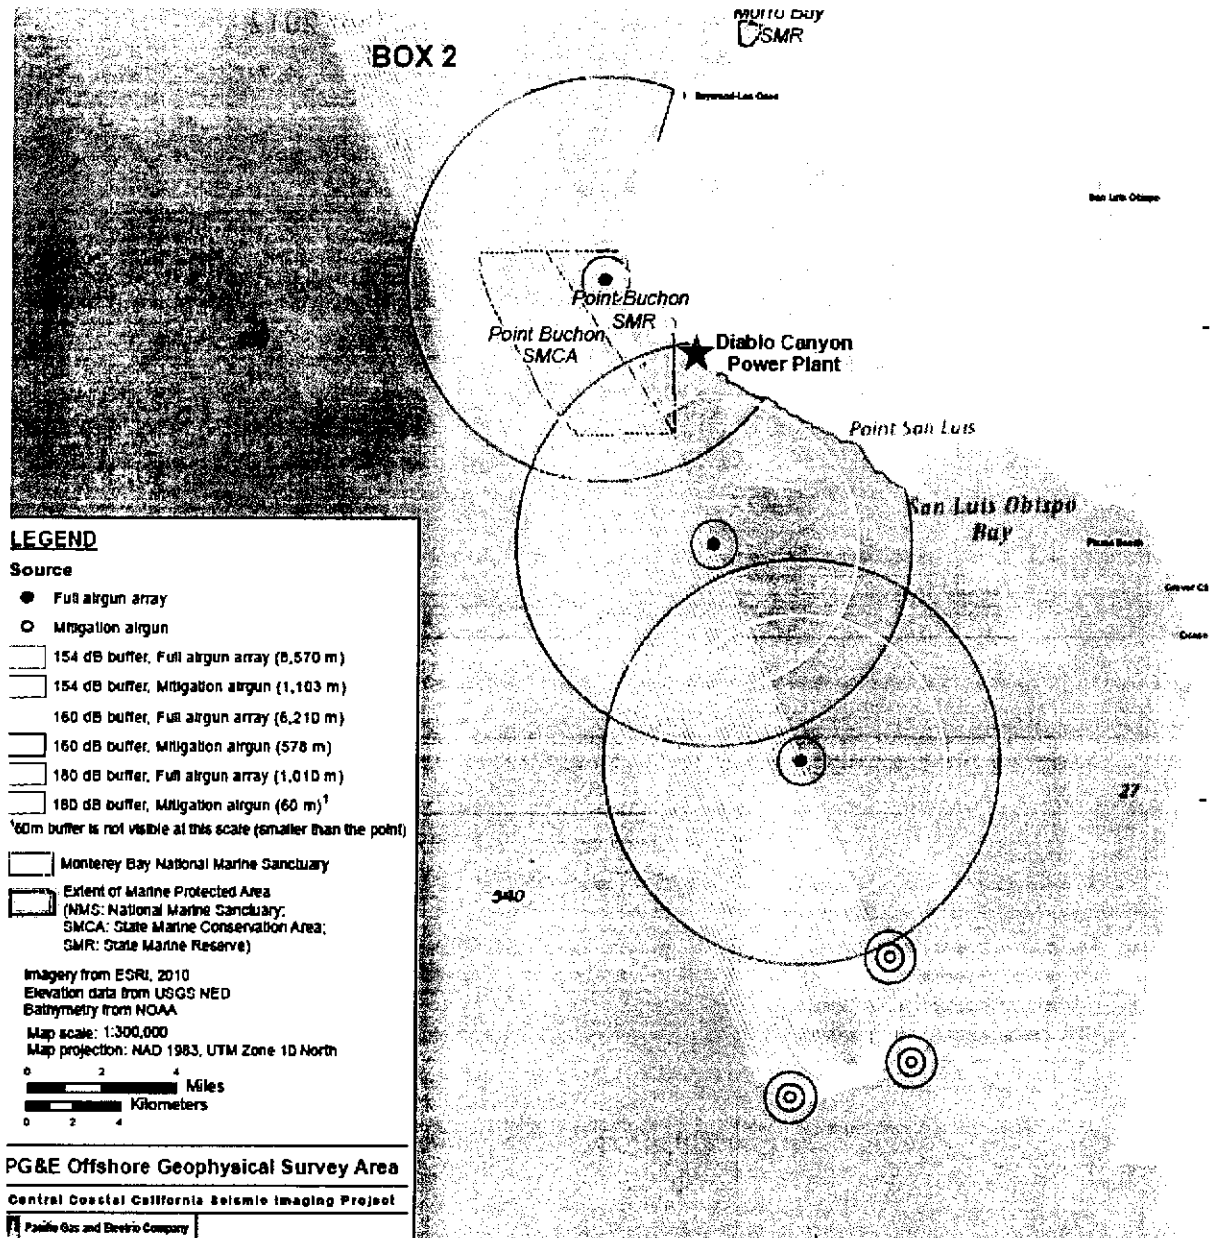 BOX 2
Morro Bay
SMR
Baywood-Los Osos
San Luis Obispo
Point Buchon
SMR
Point Buchon
SMCA
Diablo Canyon
Power Plant
Point San Luis
San Luis Obispo
Bay
Pismo Beach
27
540
LEGEND
Source
Full airgun array
Mitigation airgun
154 dB buffer, Full airgun array (8,570 m)
154 dB buffer, Mitigation airgun (1,103 m)
160 dB buffer, Full airgun array (6,210 m)
160 dB buffer, Mitigation airgun (578 m)
180 dB buffer, Full airgun array (1,010 m)
180 dB buffer, Mitigation airgun (60 m)¹
¹60m buffer is not visible at this scale (smaller than the point)
Monterey Bay National Marine Sanctuary
Extent of Marine Protected Area
(NMS: National Marine Sanctuary;
SMCA: State Marine Conservation Area;
SMR: State Marine Reserve)
Imagery from ESRI, 2010
Elevation data from USGS NED
Bathymetry from NOAA
Map scale: 1:300,000
Map projection: NAD 1983, UTM Zone 10 North
0 2 4
Miles
Kilometers
0 2 4
PG&E Offshore Geophysical Survey Area
Central Coastal California Seismic Imaging Project
Pacific Gas and Electric Company